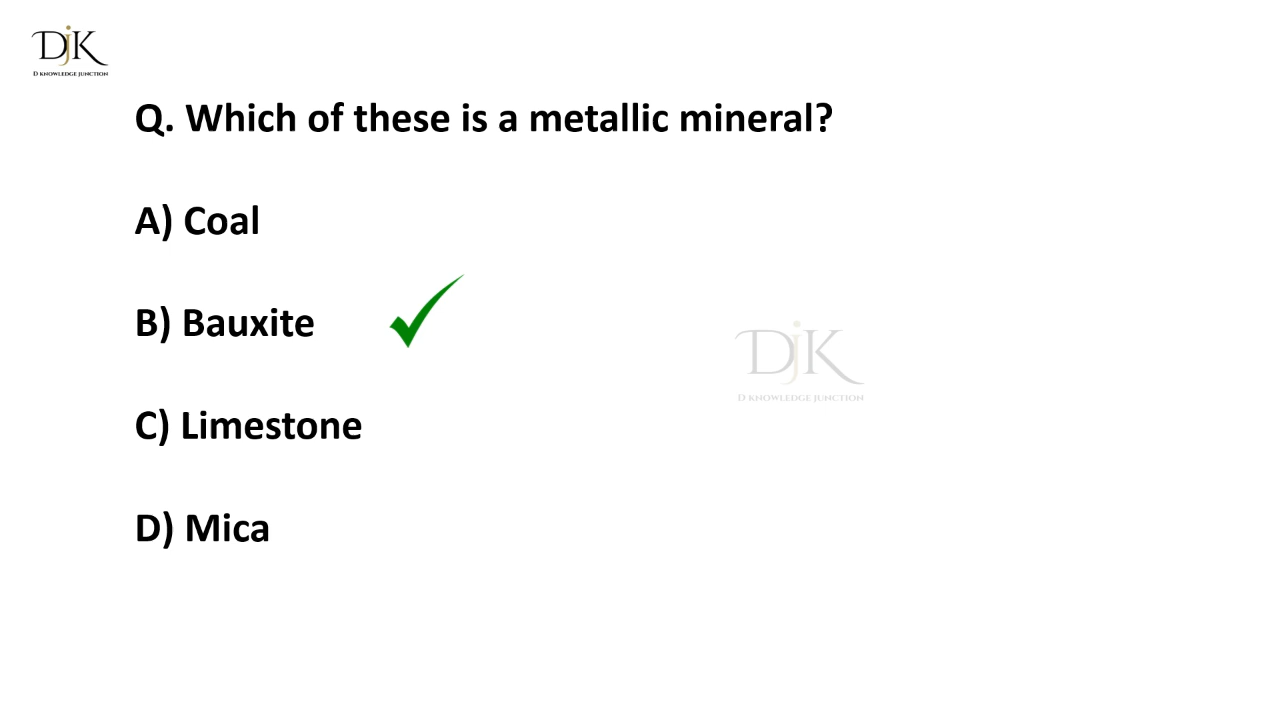 DjK
D KNOWLEDGE JUNCTION
Q. Which of these is a metallic mineral?
A) Coal
B) Bauxite
C) Limestone
D) Mica
DjK
D KNOWLEDGE JUNCTION